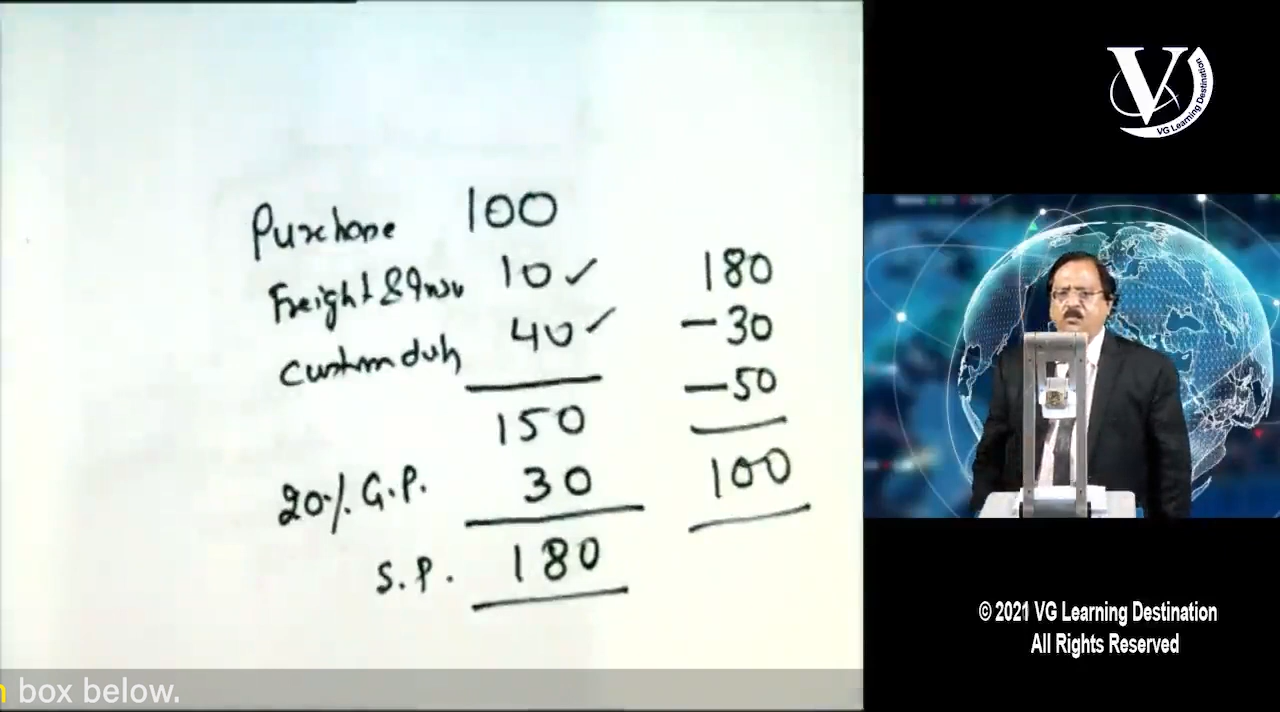 Purchase 100
Freight & Insu 10 ✓
Custom duty 40 ✓
150
20% G.P. 30
S.P. 180
180
- 30
- 50
100
V
VG Learning Destination
© 2021 VG Learning Destination
All Rights Reserved
box below.